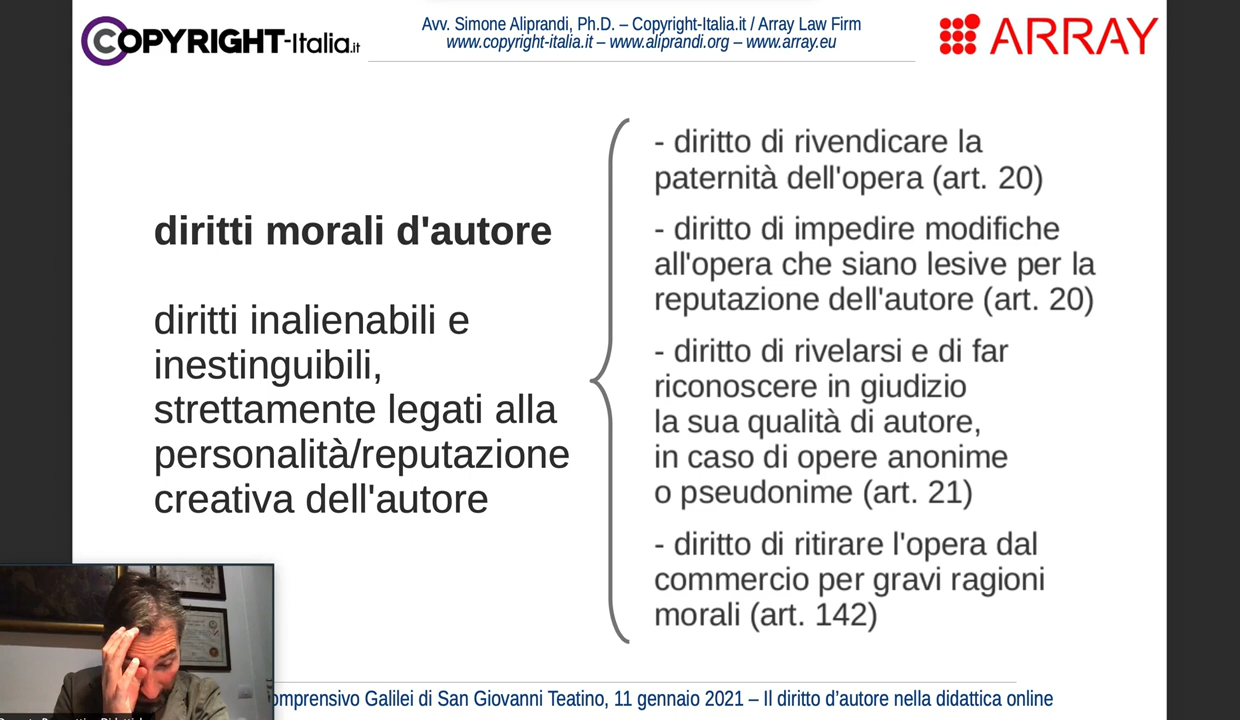 COPYRIGHT-Italia.it
Avv. Simone Aliprandi, Ph.D. – Copyright-Italia.it / Array Law Firm
www.copyright-italia.it – www.aliprandi.org – www.array.eu
ARRAY
diritti morali d'autore
diritti inalienabili e
inestinguibili,
strettamente legati alla
personalità/reputazione
creativa dell'autore
- diritto di rivendicare la
paternità dell'opera (art. 20)
- diritto di impedire modifiche
all'opera che siano lesive per la
reputazione dell'autore (art. 20)
- diritto di rivelarsi e di far
riconoscere in giudizio
la sua qualità di autore,
in caso di opere anonime
o pseudonime (art. 21)
- diritto di ritirare l'opera dal
commercio per gravi ragioni
morali (art. 142)
omprensivo Galilei di San Giovanni Teatino, 11 gennaio 2021 – Il diritto d'autore nella didattica online